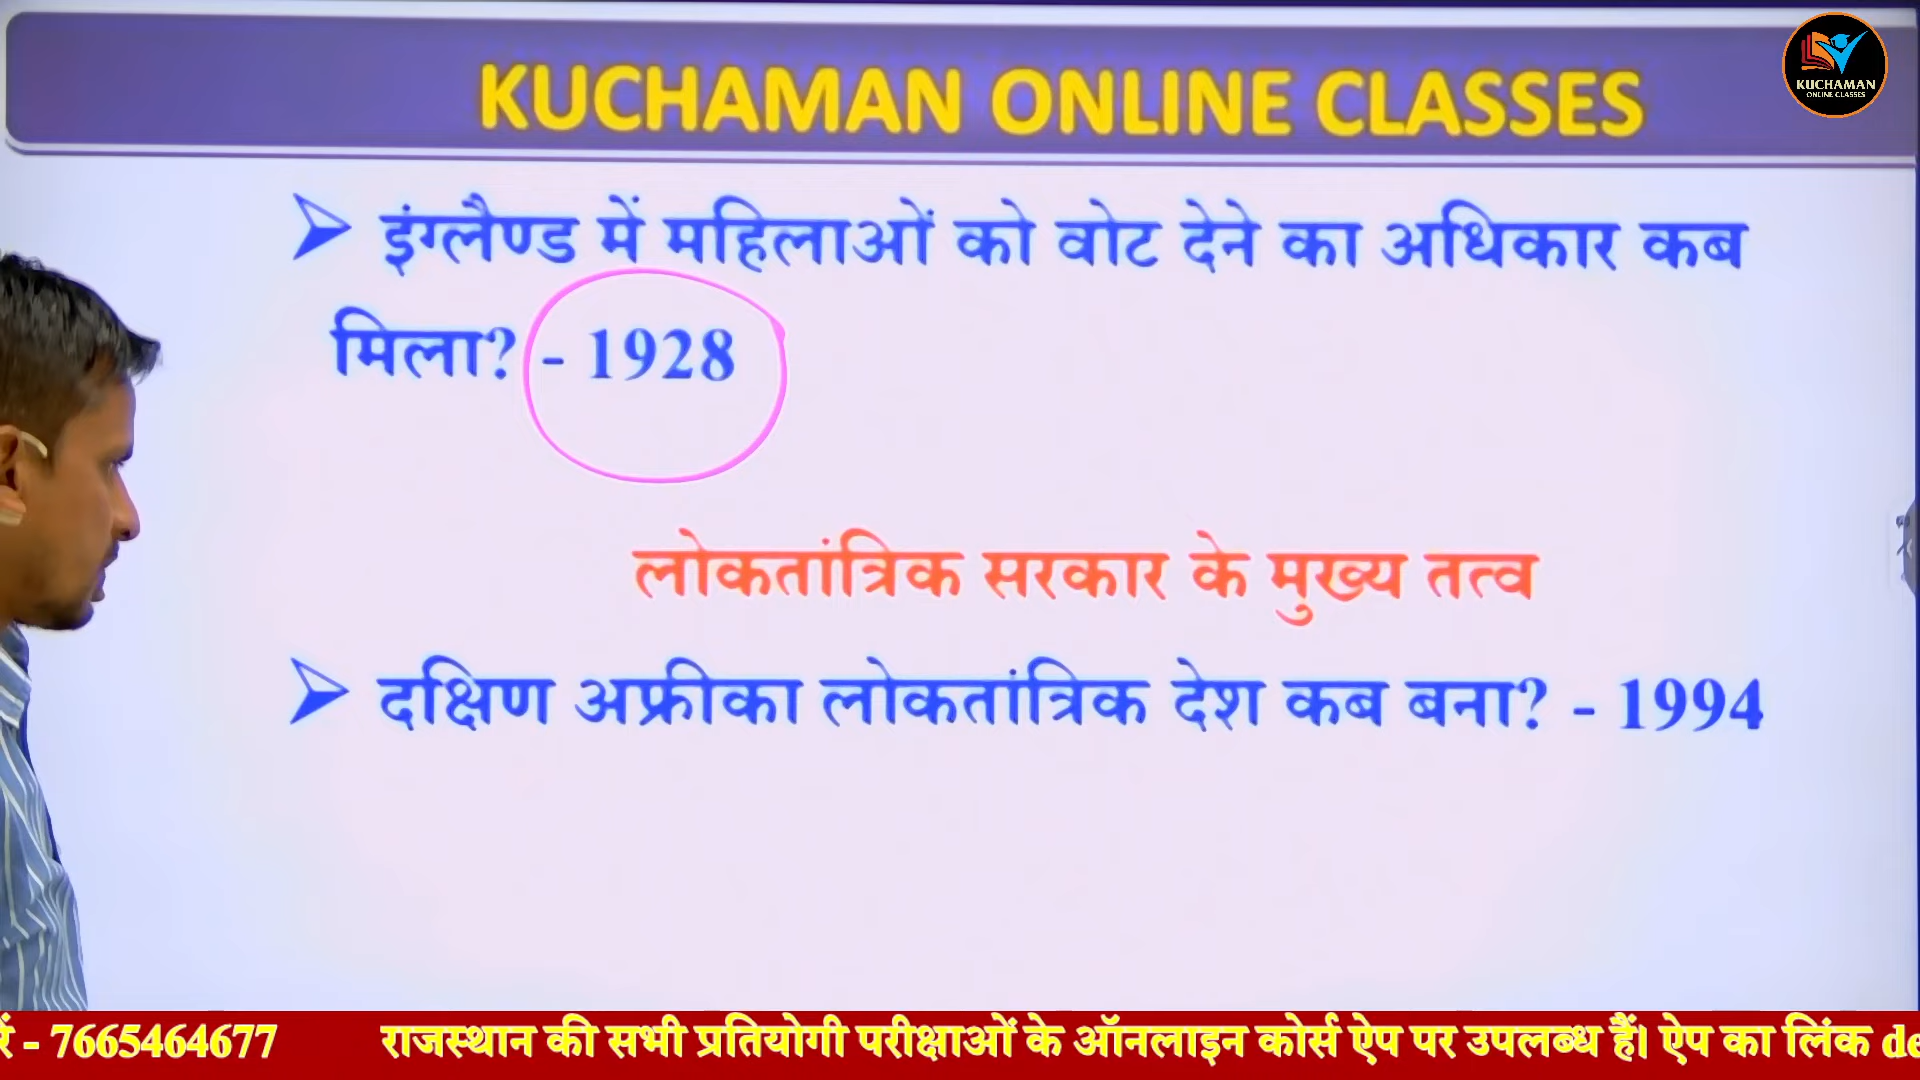 KUCHAMAN ONLINE CLASSES
KUCHAMAN
ONLINE CLASSES
➢ इंग्लैण्ड में महिलाओं को वोट देने का अधिकार कब
मिला? - 1928
लोकतांत्रिक सरकार के मुख्य तत्व
➢ दक्षिण अफ्रीका लोकतांत्रिक देश कब बना? - 1994
- 7665464677 राजस्थान की सभी प्रतियोगी परीक्षाओं के ऑनलाइन कोर्स ऐप पर उपलब्ध हैं। ऐप का लिंक de